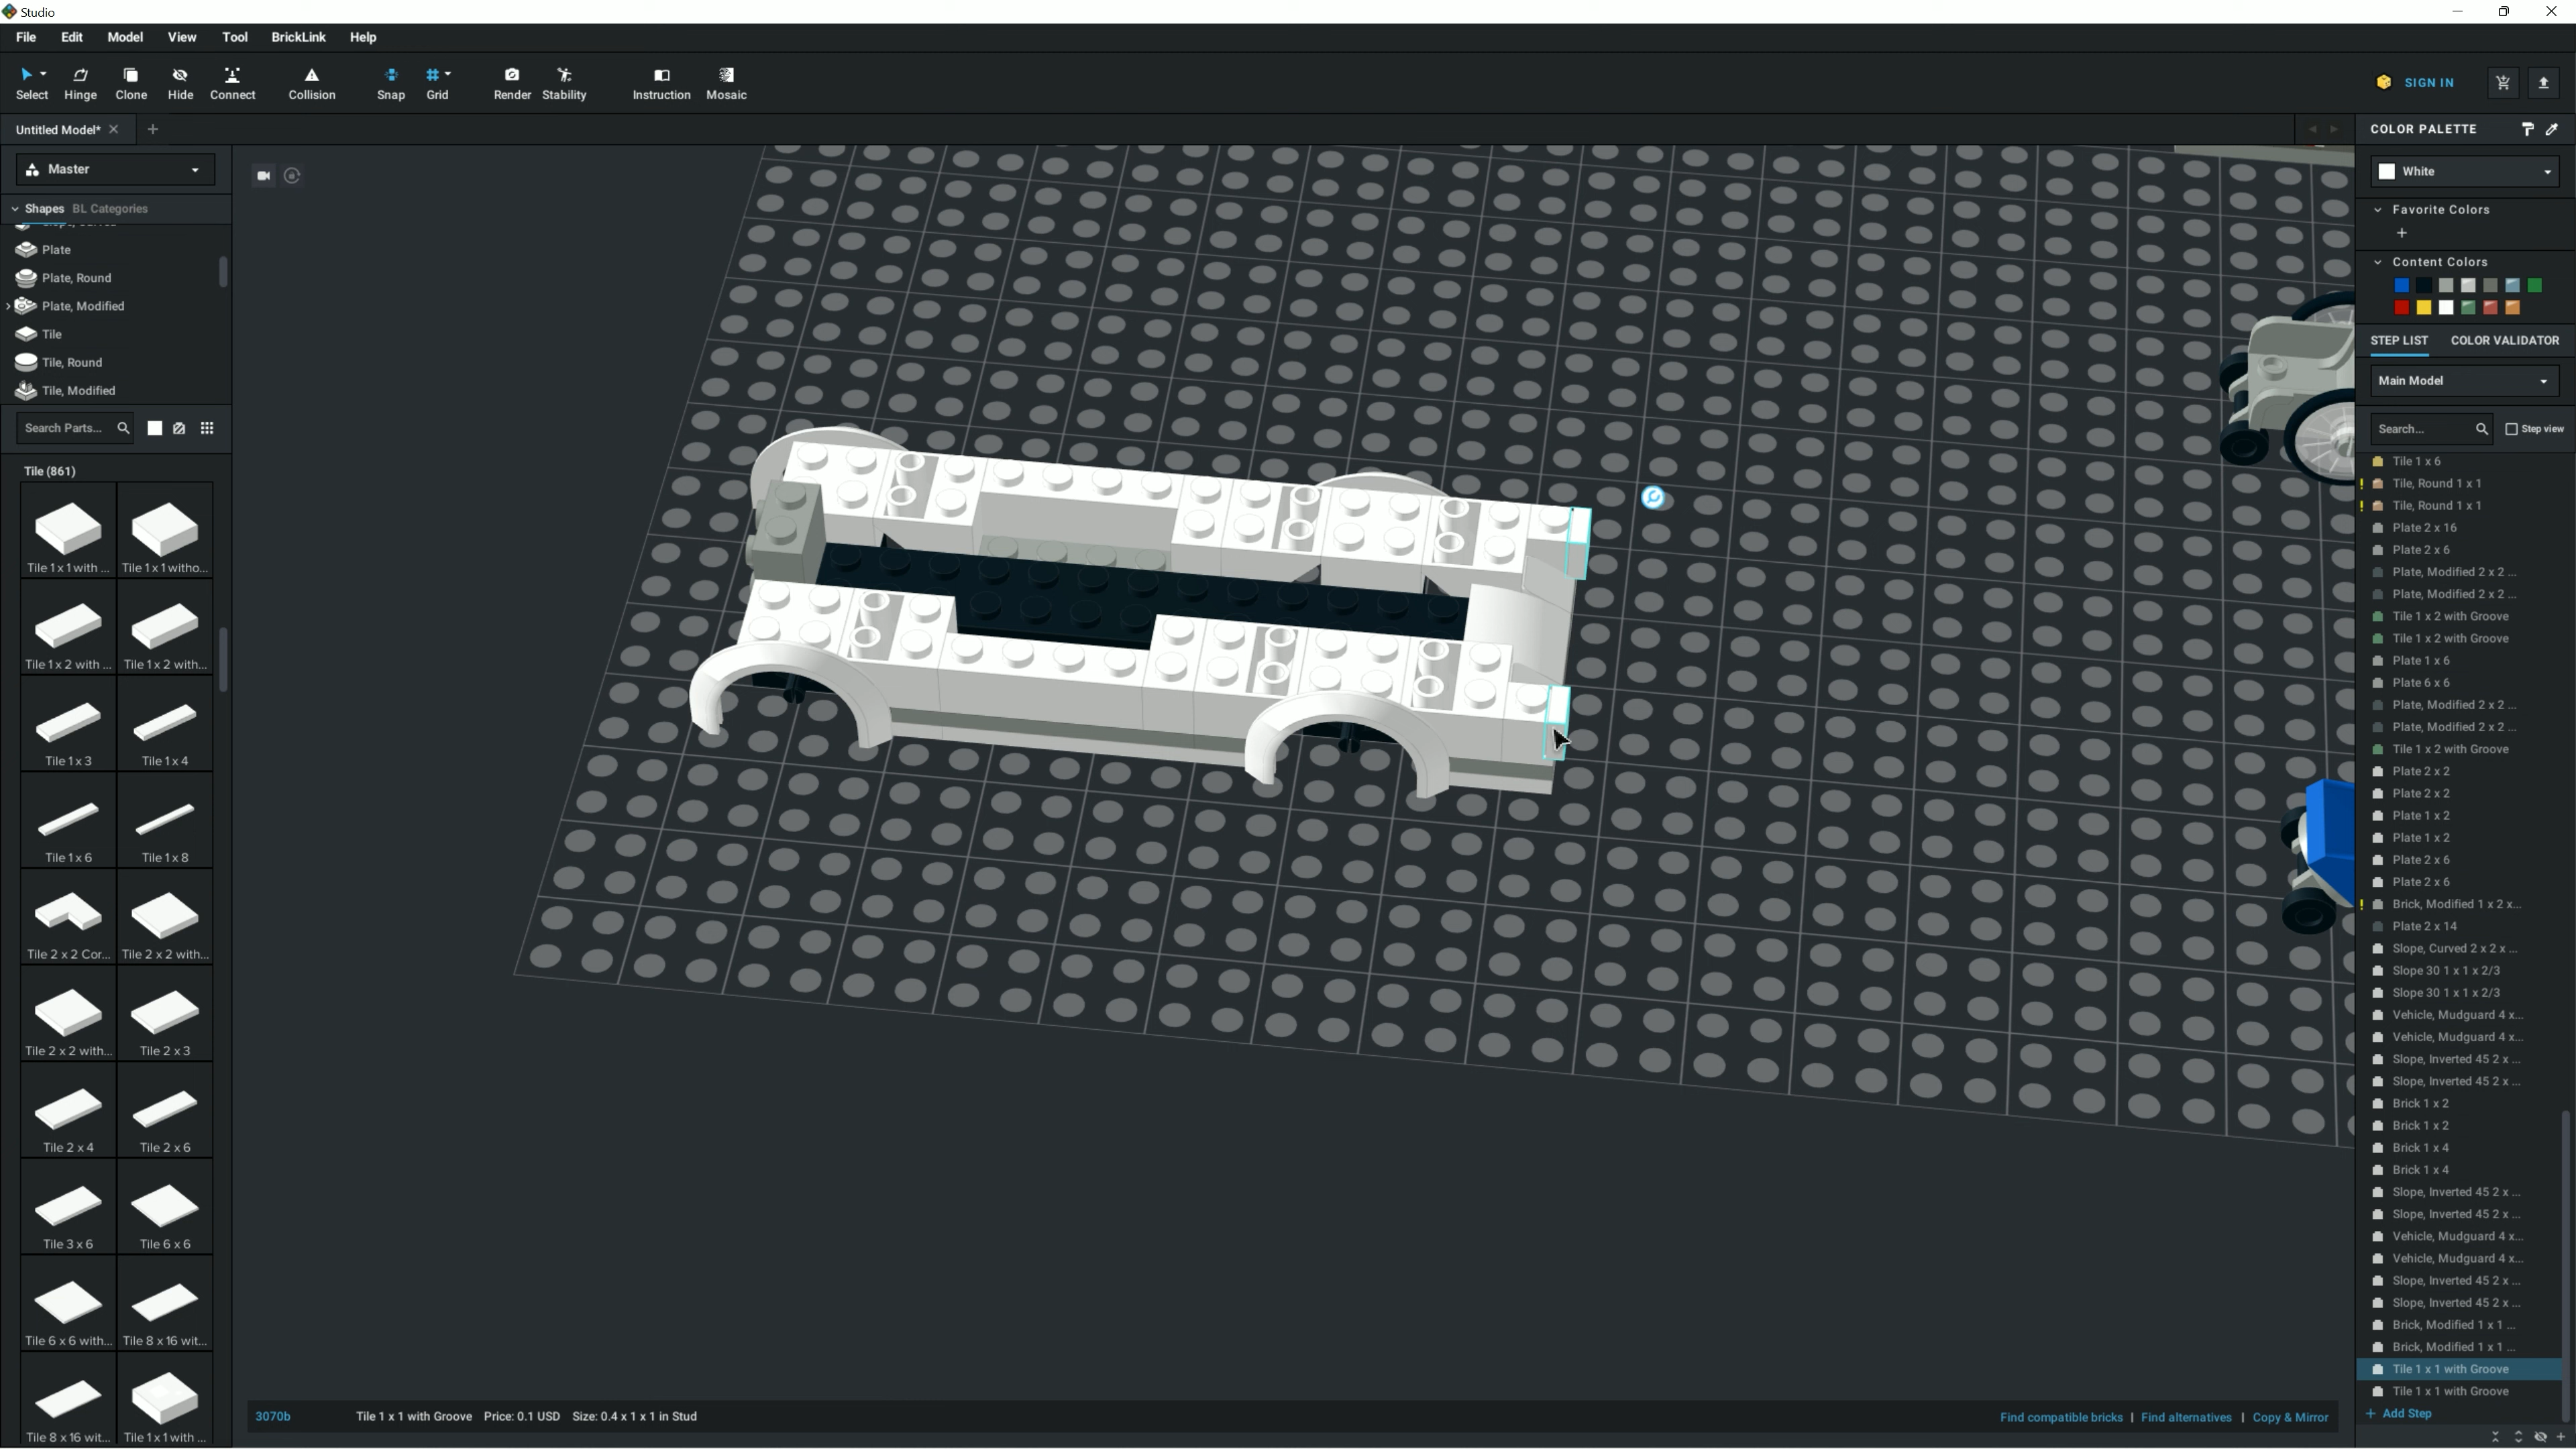 Studio
File Edit Model View Tool BrickLink Help
Select Hinge Clone Hide Connect Collision Snap Grid Render Stability Instruction Mosaic
SIGN IN
Untitled Model*
Master
Shapes BL Categories
Plate
Plate, Round
Plate, Modified
Tile
Tile, Round
Tile, Modified
Search Parts...
Tile (861)
Tile 1 x 1 with ... Tile 1 x 1 witho...
Tile 1 x 2 with ... Tile 1 x 2 with...
Tile 1 x 3 Tile 1 x 4
Tile 1 x 6 Tile 1 x 8
Tile 2 x 2 Cor... Tile 2 x 2 with...
Tile 2 x 2 with... Tile 2 x 3
Tile 2 x 4 Tile 2 x 6
Tile 3 x 6 Tile 6 x 6
Tile 6 x 6 with... Tile 8 x 16 wit...
Tile 8 x 16 wit... Tile 1 x 1 with ...
3070b Tile 1 x 1 with Groove Price: 0.1 USD Size: 0.4 x 1 x 1 in Stud
Find compatible bricks | Find alternatives | Copy & Mirror
COLOR PALETTE
White
Favorite Colors
+
Content Colors
STEP LIST COLOR VALIDATOR
Main Model
Search... Step view
Tile 1 x 6
! Tile, Round 1 x 1
! Tile, Round 1 x 1
Plate 2 x 16
Plate 2 x 6
Plate, Modified 2 x 2 ...
Plate, Modified 2 x 2 ...
Tile 1 x 2 with Groove
Tile 1 x 2 with Groove
Plate 1 x 6
Plate 6 x 6
Plate, Modified 2 x 2 ...
Plate, Modified 2 x 2 ...
Tile 1 x 2 with Groove
Plate 2 x 2
Plate 2 x 2
Plate 1 x 2
Plate 1 x 2
Plate 2 x 6
Plate 2 x 6
! Brick, Modified 1 x 2 x...
Plate 2 x 14
Slope, Curved 2 x 2 x ...
Slope 30 1 x 1 x 2/3
Slope 30 1 x 1 x 2/3
Vehicle, Mudguard 4 x...
Vehicle, Mudguard 4 x...
Slope, Inverted 45 2 x ...
Slope, Inverted 45 2 x ...
Brick 1 x 2
Brick 1 x 2
Brick 1 x 4
Brick 1 x 4
Slope, Inverted 45 2 x ...
Slope, Inverted 45 2 x ...
Vehicle, Mudguard 4 x...
Vehicle, Mudguard 4 x...
Slope, Inverted 45 2 x ...
Slope, Inverted 45 2 x ...
Brick, Modified 1 x 1 ...
Brick, Modified 1 x 1 ...
Tile 1 x 1 with Groove
Tile 1 x 1 with Groove
+ Add Step